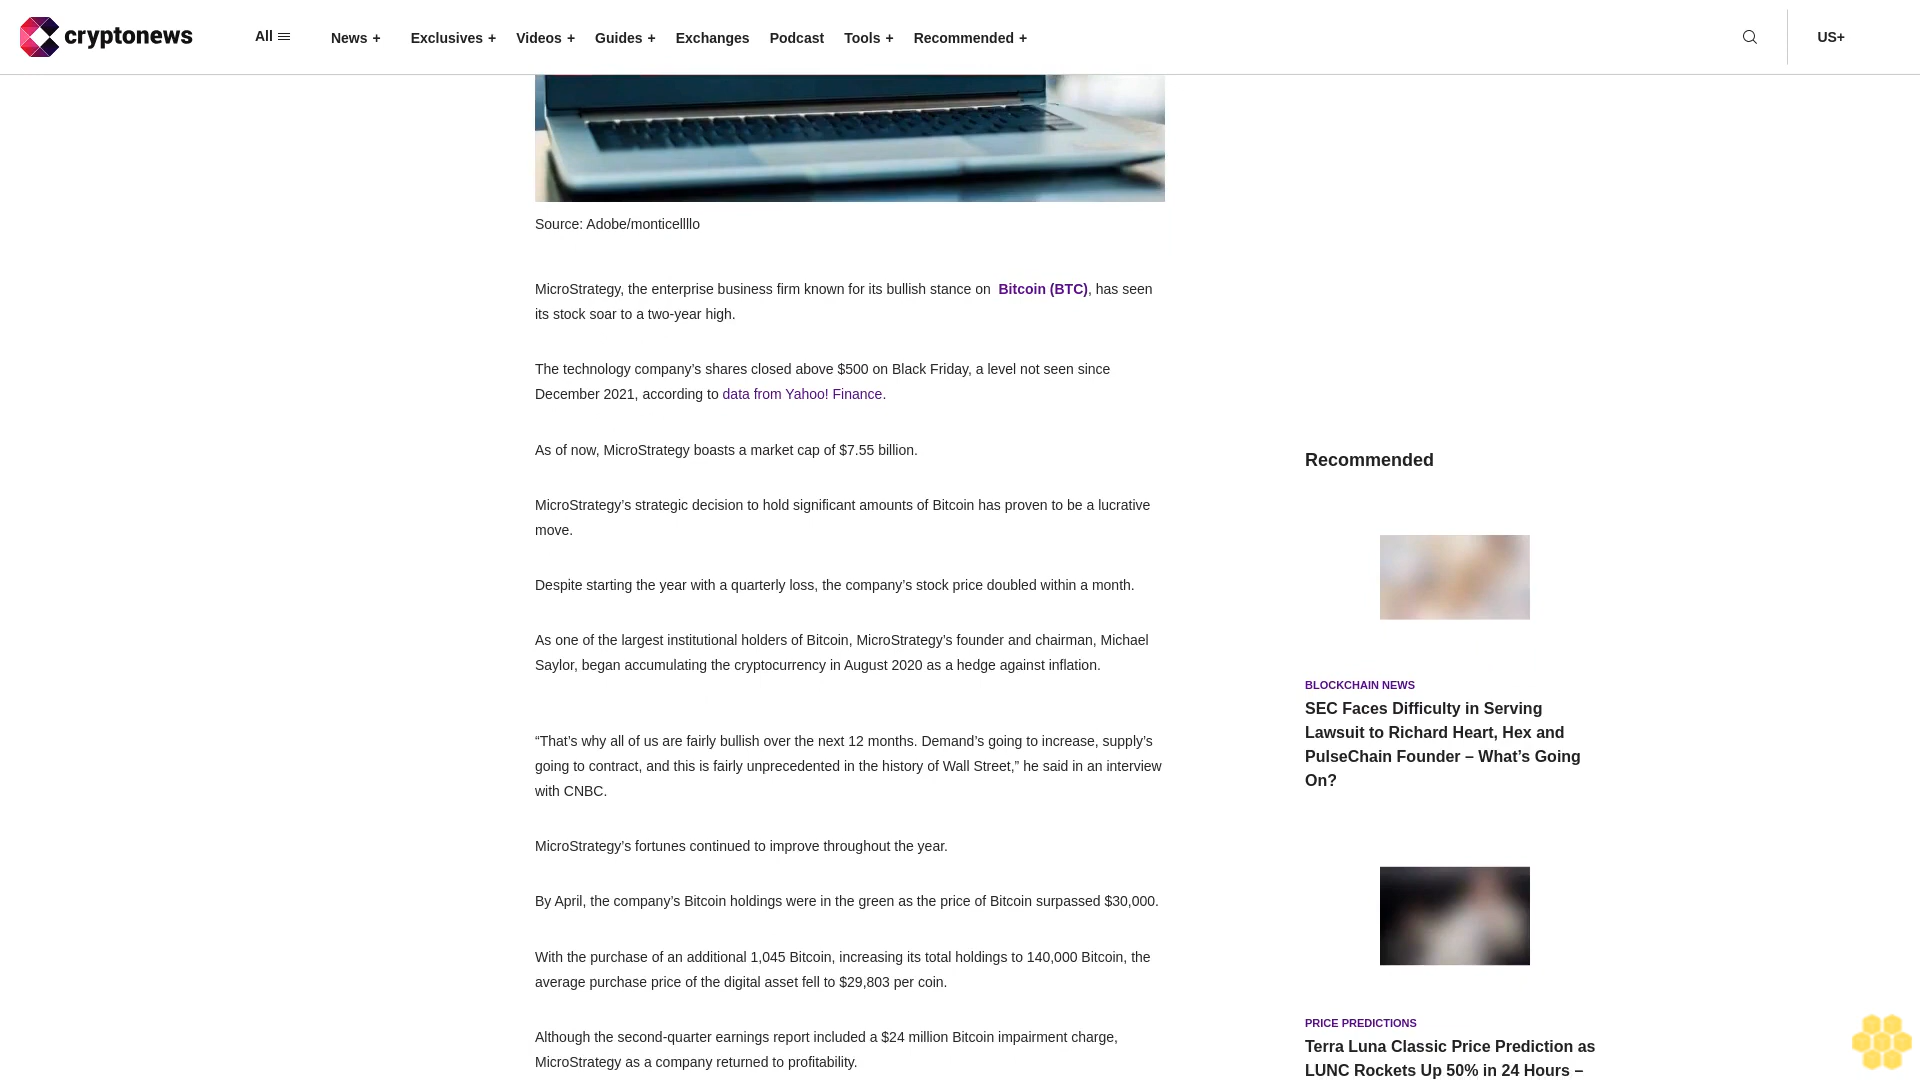 cryptonews
All
News +
Exclusives +
Videos +
Guides +
Exchanges
Podcast
Tools +
Recommended +
US+
Source: Adobe/monticellllo
MicroStrategy, the enterprise business firm known for its bullish stance on Bitcoin (BTC), has seen
its stock soar to a two-year high.
The technology company’s shares closed above $500 on Black Friday, a level not seen since
December 2021, according to data from Yahoo! Finance.
As of now, MicroStrategy boasts a market cap of $7.55 billion.
MicroStrategy’s strategic decision to hold significant amounts of Bitcoin has proven to be a lucrative
move.
Despite starting the year with a quarterly loss, the company’s stock price doubled within a month.
As one of the largest institutional holders of Bitcoin, MicroStrategy’s founder and chairman, Michael
Saylor, began accumulating the cryptocurrency in August 2020 as a hedge against inflation.
“That’s why all of us are fairly bullish over the next 12 months. Demand’s going to increase, supply’s
going to contract, and this is fairly unprecedented in the history of Wall Street,” he said in an interview
with CNBC.
MicroStrategy’s fortunes continued to improve throughout the year.
By April, the company’s Bitcoin holdings were in the green as the price of Bitcoin surpassed $30,000.
With the purchase of an additional 1,045 Bitcoin, increasing its total holdings to 140,000 Bitcoin, the
average purchase price of the digital asset fell to $29,803 per coin.
Although the second-quarter earnings report included a $24 million Bitcoin impairment charge,
MicroStrategy as a company returned to profitability.
Recommended
BLOCKCHAIN NEWS
SEC Faces Difficulty in Serving
Lawsuit to Richard Heart, Hex and
PulseChain Founder – What’s Going
On?
PRICE PREDICTIONS
Terra Luna Classic Price Prediction as
LUNC Rockets Up 50% in 24 Hours –